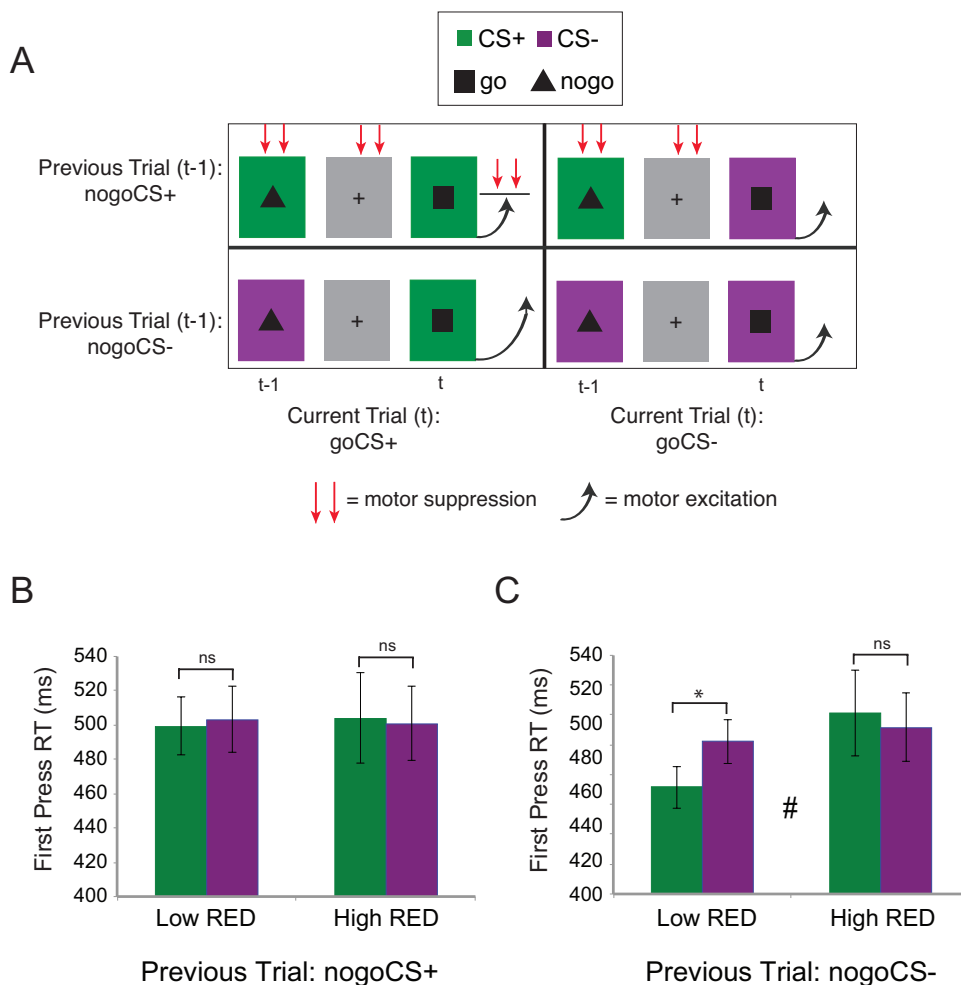 CS+ CS-
A
go nogo
Previous Trial (t-1):
nogoCS+
+ +
Previous Trial (t-1):
nogoCS-
+ +
t-1 t t-1 t
Current Trial (t):
goCS+
Current Trial (t):
goCS-
= motor suppression = motor excitation
B
First Press RT (ms)
540
520
500
480
460
440
420
400
ns ns
Low RED High RED
Previous Trial: nogoCS+
C
First Press RT (ms)
540
520
500
480
460
440
420
400
* # ns
Low RED High RED
Previous Trial: nogoCS-